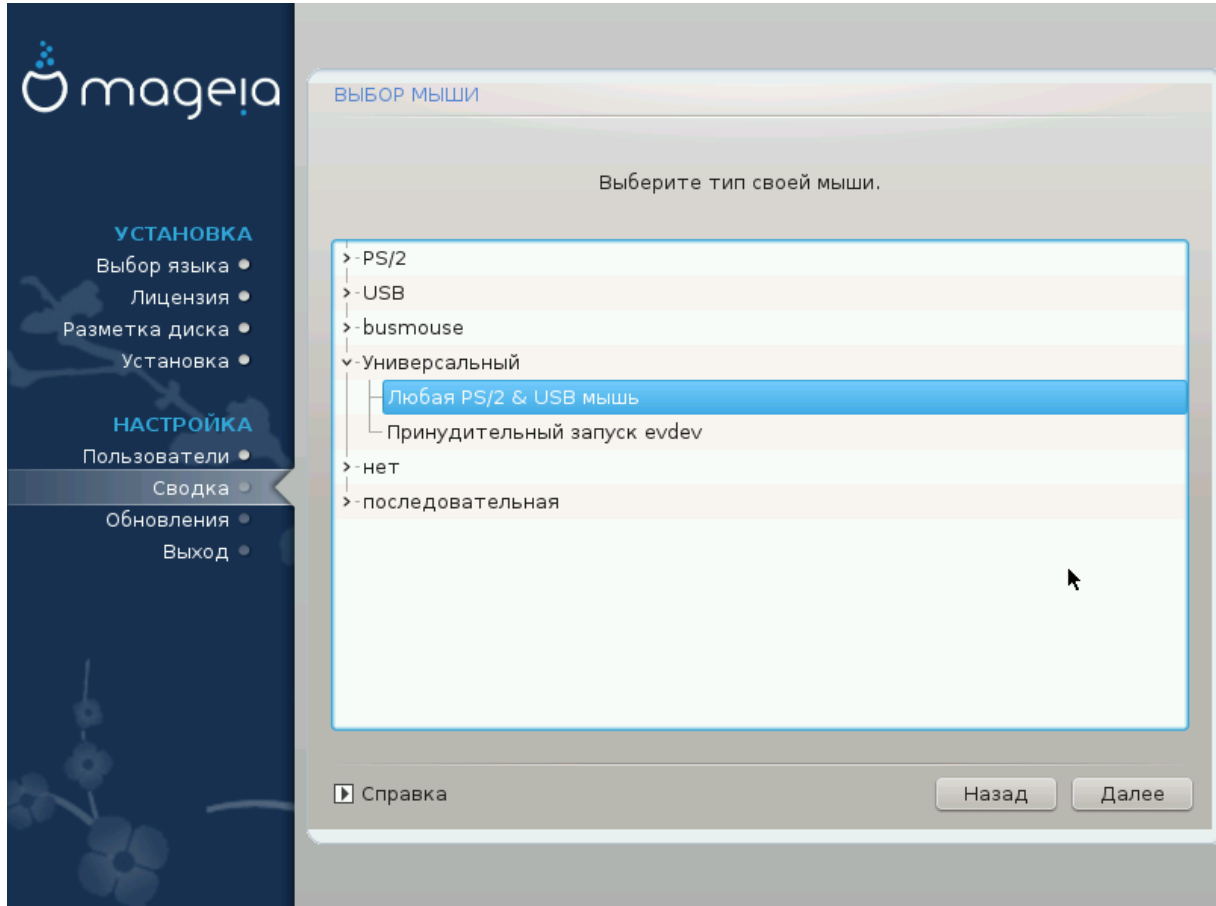 mageia
УСТАНОВКА
Выбор языка
Лицензия
Разметка диска
Установка
НАСТРОЙКА
Пользователи
Сводка
Обновления
Выход
ВЫБОР МЫШИ
Выберите тип своей мыши.
PS/2
USB
busmouse
Универсальный
Любая PS/2 & USB мышь
Принудительный запуск evdev
нет
последовательная
Справка
Назад
Далее